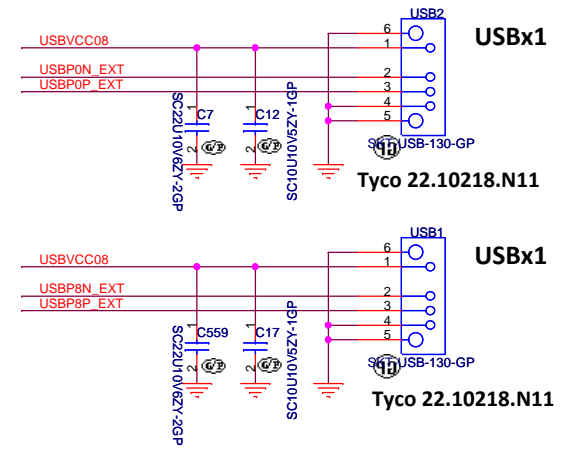 USB2
USBx1
6
USBVCC08
1
USBP0N_EXT
2
USBP0P_EXT
3
4
5
1
C7
2
SC22U10V6ZY-2GP
1
C12
2
SC10U10V5ZY-1GP
SKT-USB-130-GP
Tyco 22.10218.N11
USB1
USBx1
6
USBVCC08
1
USBP8N_EXT
2
USBP8P_EXT
3
4
5
1
C559
2
SC22U10V6ZY-2GP
1
C17
2
SC10U10V5ZY-1GP
SKT-USB-130-GP
Tyco 22.10218.N11